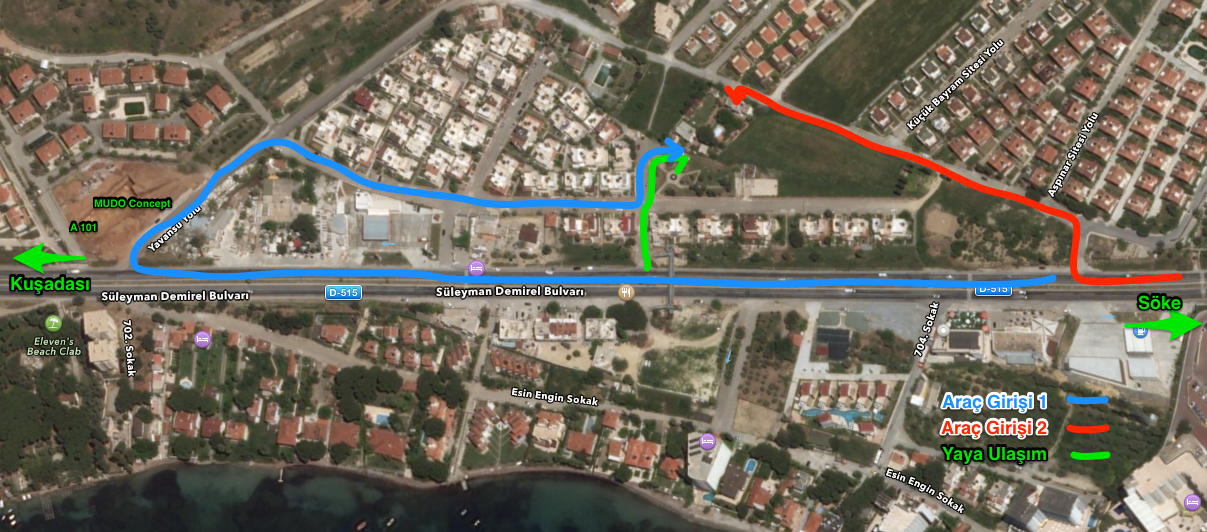 Küçük Bayram Sitesi Yolu
Aspınar Sitesi Yolu
MUDO Concept
A 101
Yavansu Yolu
Kuşadası
Süleyman Demirel Bulvarı
D-515
Süleyman Demirel Bulvarı
D-515
Söke
Eleven's
Beach Clab
702. Sokak
704.Sokak
Esin Engin Sokak
Araç Girişi 1
Araç Girişi 2
Yaya Ulaşım
Esin Engin Sokak